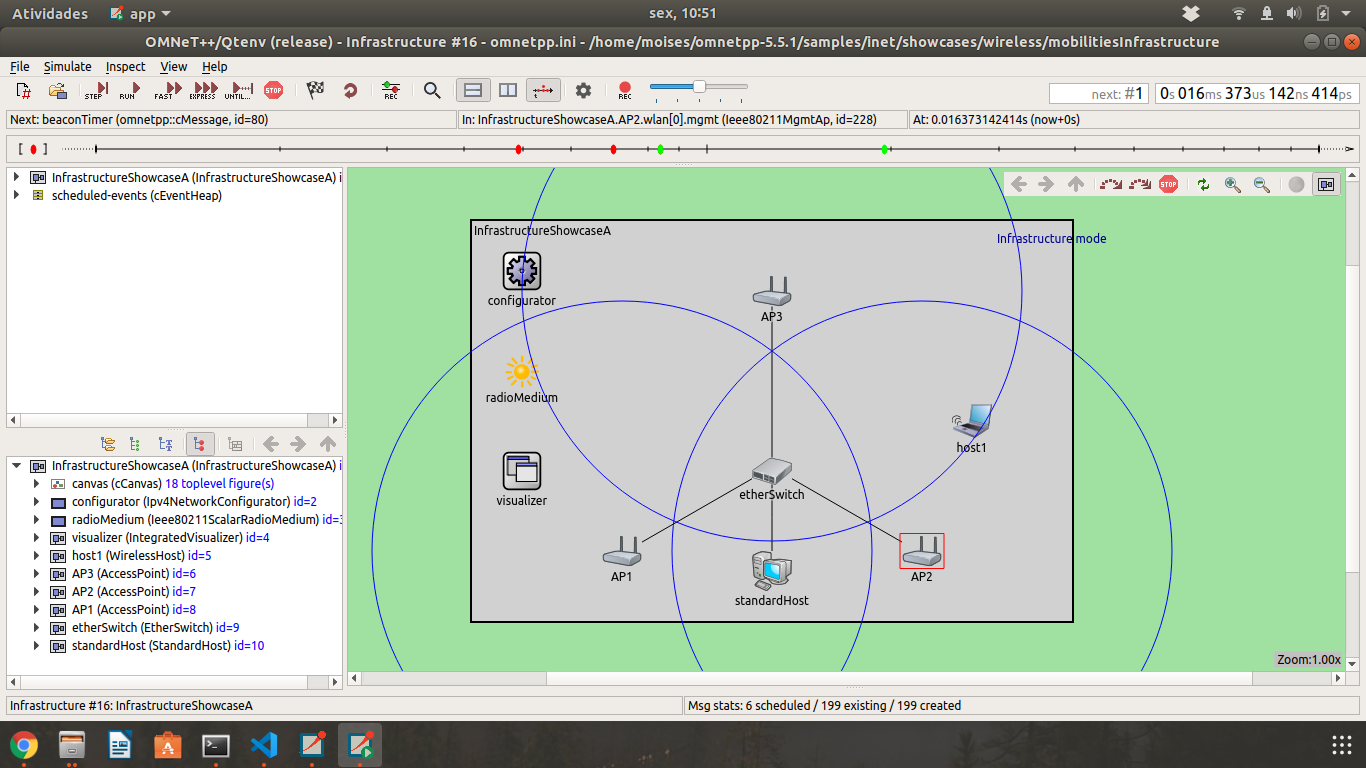 Atividades
app
sex, 10:51
OMNeT++/Qtenv (release) - Infrastructure #16 - omnetpp.ini - /home/moises/omnetpp-5.5.1/samples/inet/showcases/wireless/mobilitiesInfrastructure
File Simulate Inspect View Help
STEP RUN FAST EXPRESS UNTIL... STOP REC REC
next: #1
0s 016ms 373us 142ns 414ps
Next: beaconTimer (omnetpp::cMessage, id=80)
In: InfrastructureShowcaseA.AP2.wlan[0].mgmt (Ieee80211MgmtAp, id=228)
At: 0.016373142414s (now+0s)
InfrastructureShowcaseA (InfrastructureShowcaseA) i
scheduled-events (cEventHeap)
InfrastructureShowcaseA (InfrastructureShowcaseA) i
canvas (cCanvas) 18 toplevel figure(s)
configurator (Ipv4NetworkConfigurator) id=2
radioMedium (Ieee80211ScalarRadioMedium) id=3
visualizer (IntegratedVisualizer) id=4
host1 (WirelessHost) id=5
AP3 (AccessPoint) id=6
AP2 (AccessPoint) id=7
AP1 (AccessPoint) id=8
etherSwitch (EtherSwitch) id=9
standardHost (StandardHost) id=10
STOP
InfrastructureShowcaseA
Infrastructure mode
configurator
AP3
radioMedium
host1
visualizer
etherSwitch
AP1
AP2
standardHost
Zoom:1.00x
Infrastructure #16: InfrastructureShowcaseA
Msg stats: 6 scheduled / 199 existing / 199 created